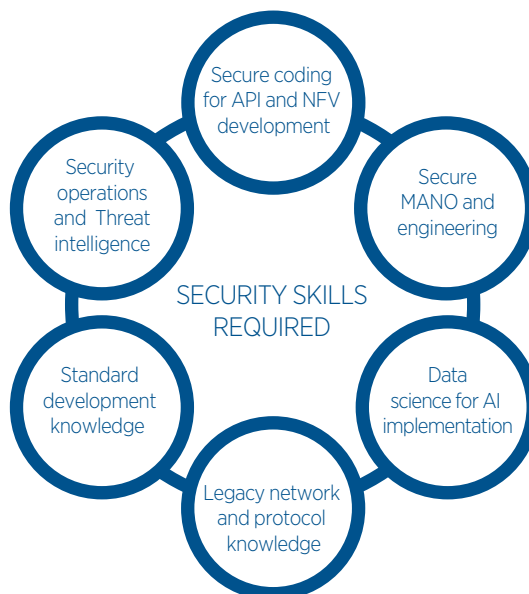 Secure coding
for API and NFV
development
Secure
MANO and
engineering
Data
science for AI
implementation
Legacy network
and protocol
knowledge
Standard
development
knowledge
Security
operations
and Threat
intelligence
SECURITY SKILLS
REQUIRED